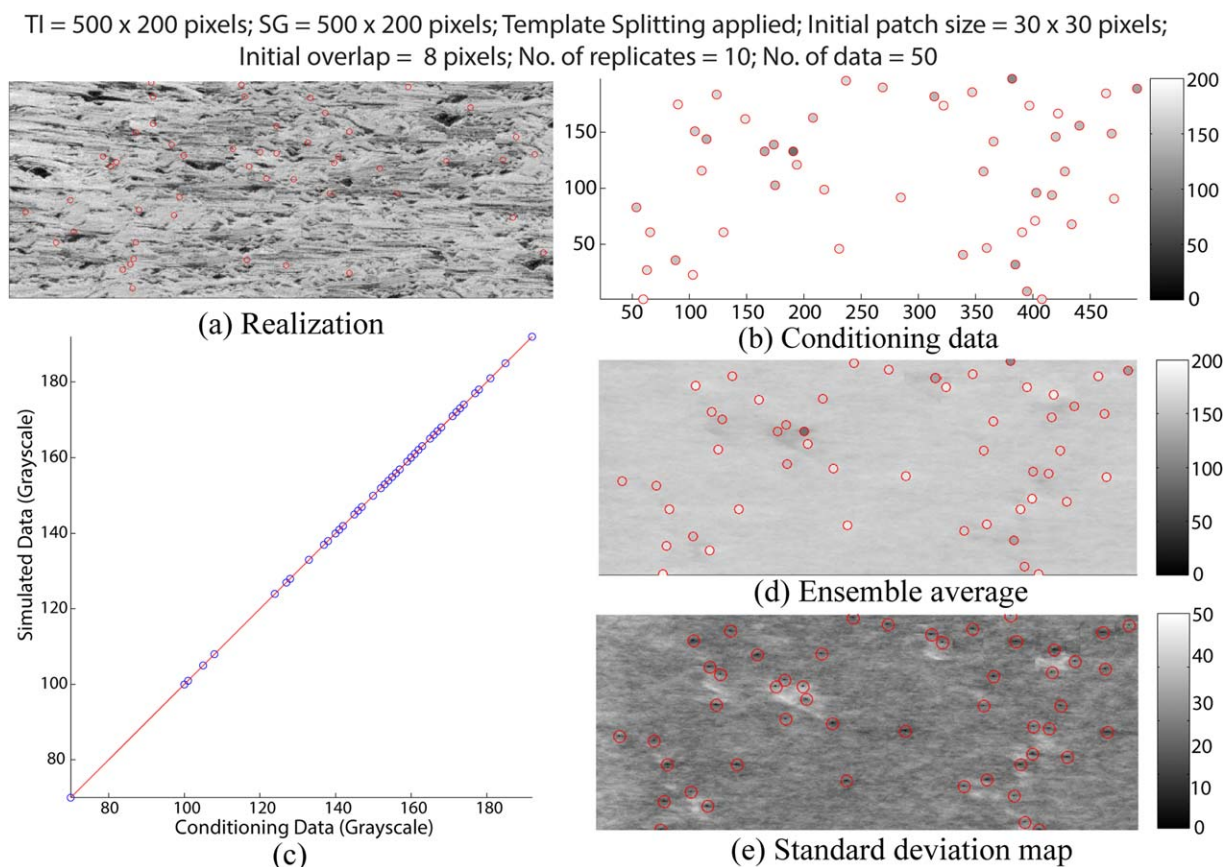 TI = 500 x 200 pixels; SG = 500 x 200 pixels; Template Splitting applied; Initial patch size = 30 x 30 pixels;
Initial overlap = 8 pixels; No. of replicates = 10; No. of data = 50
(a) Realization
200
150
100
50
0
150
100
50
50 100 150 200 250 300 350 400 450
(b) Conditioning data
Simulated Data (Grayscale)
180
160
140
120
100
80
80 100 120 140 160 180
Conditioning Data (Grayscale)
(c)
200
150
100
50
0
(d) Ensemble average
50
40
30
20
10
0
(e) Standard deviation map